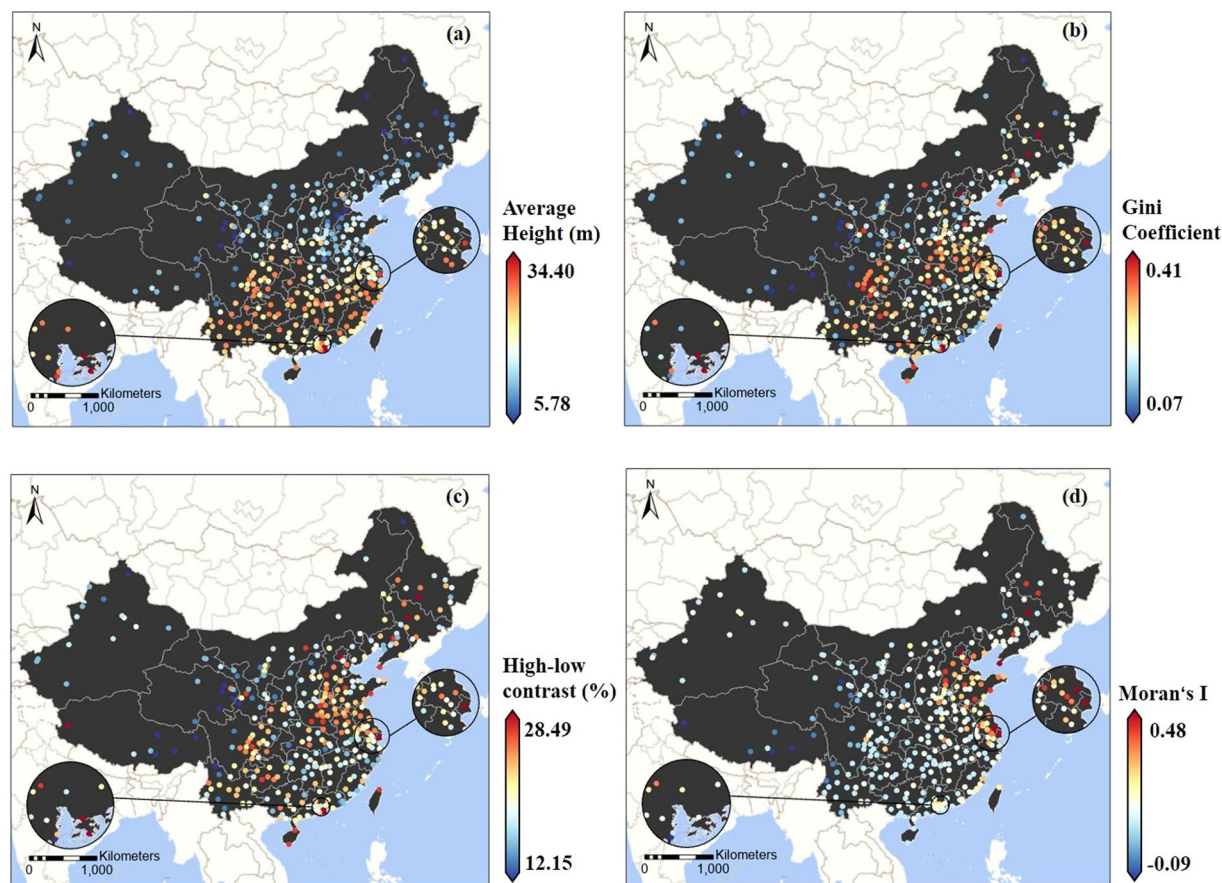 N
(a)
Average
Height (m)
34.40
5.78
Kilometers
0 1,000
N
(b)
Gini
Coefficient
0.41
0.07
Kilometers
0 1,000
N
(c)
High-low
contrast (%)
28.49
12.15
Kilometers
0 1,000
N
(d)
Moran‘s I
0.48
-0.09
Kilometers
0 1,000